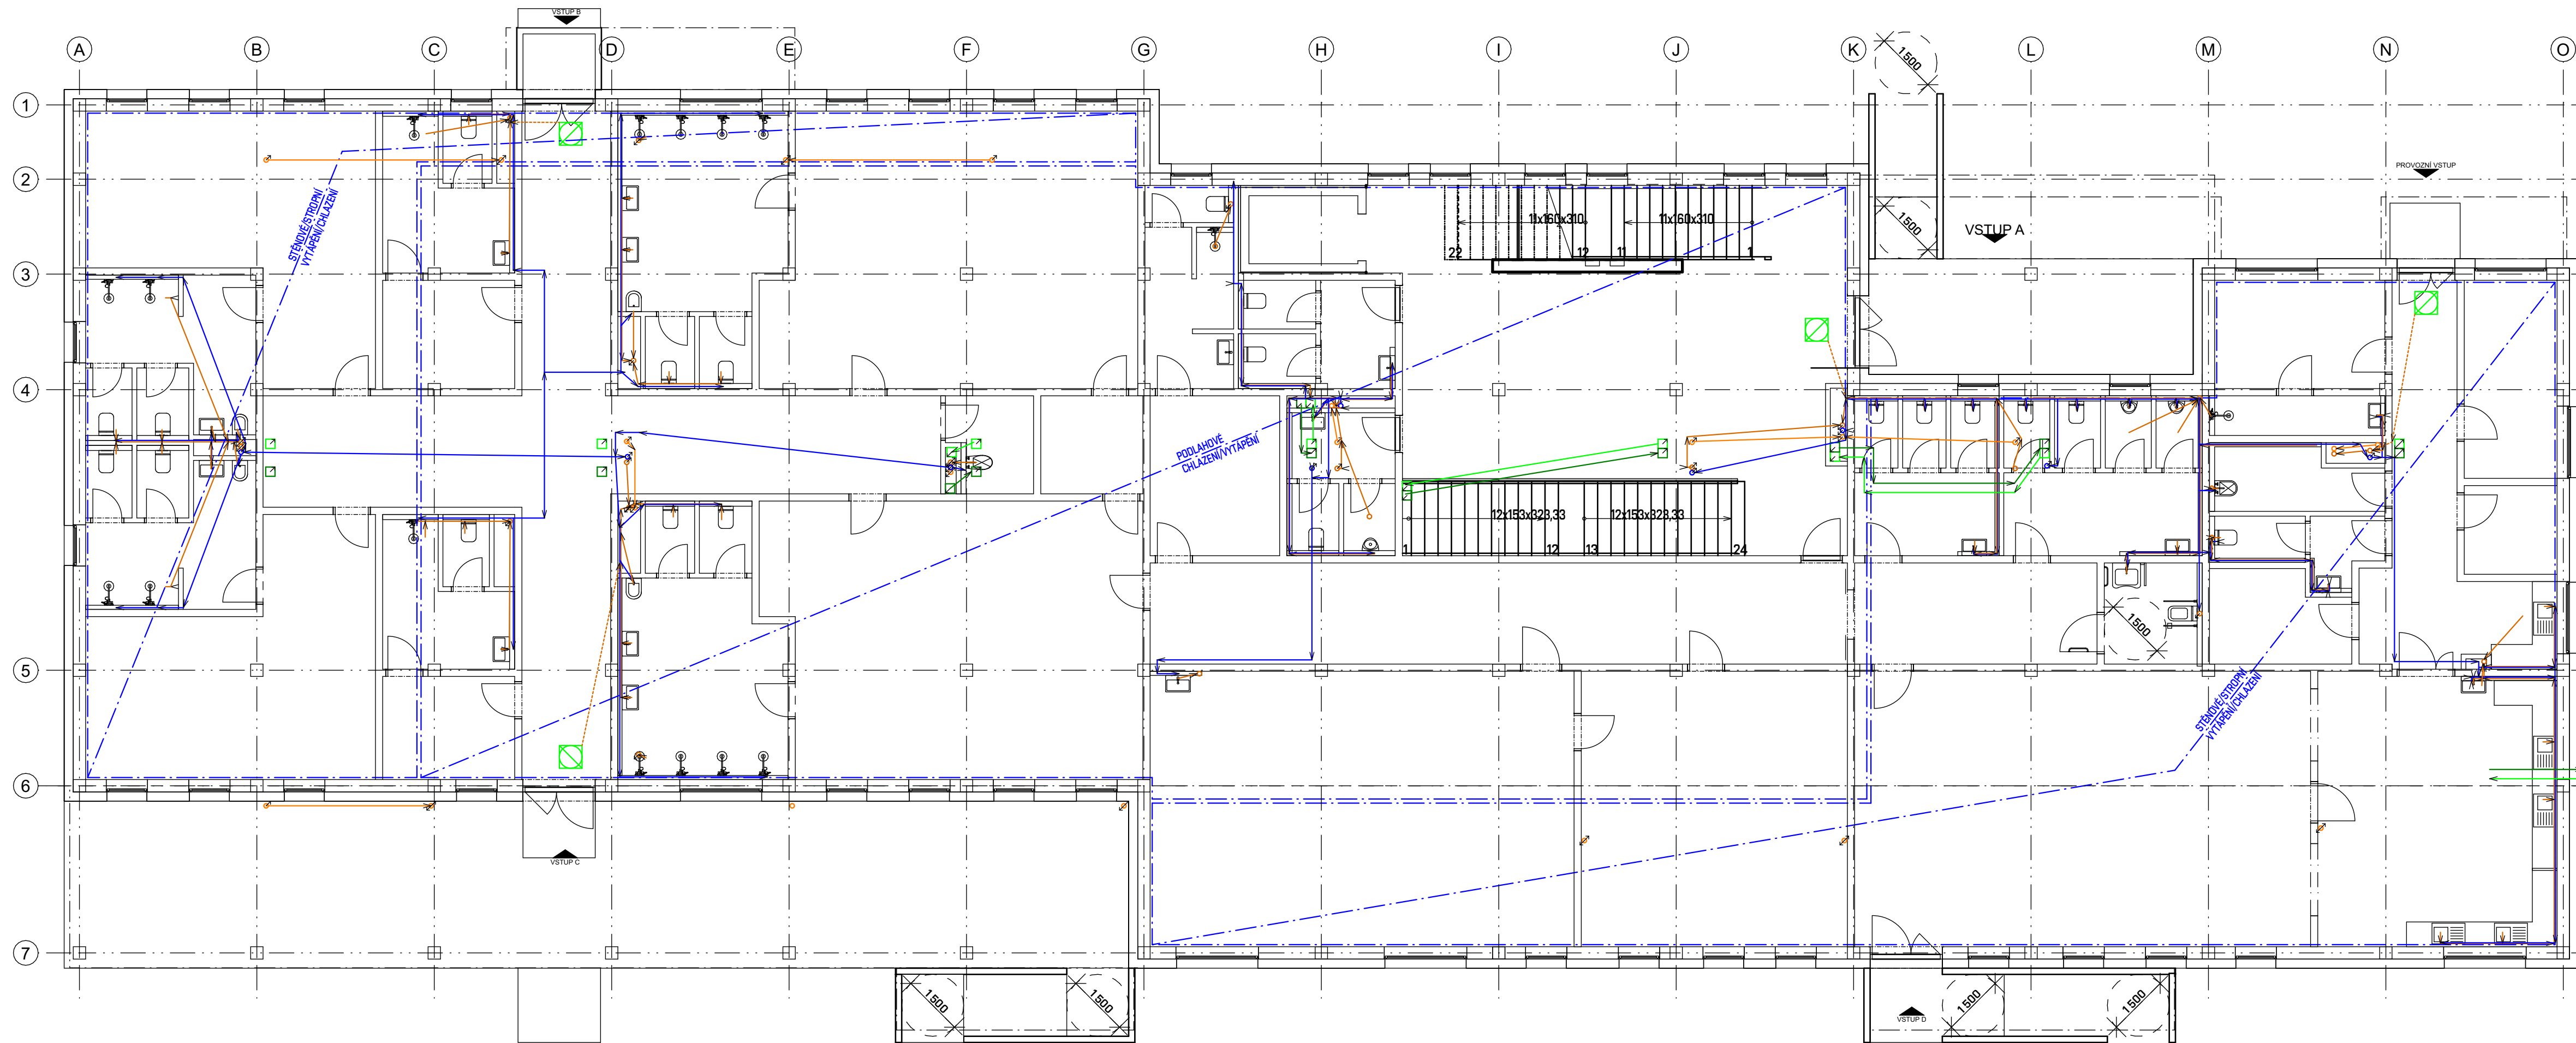 VSTUP B
A B C D E F G H I J K L M N O
1500
1
2
PROVOZNÍ VSTUP
STĚNOVÉ/STROPNÍ
VYTÁPĚNÍ/CHLAZENÍ
11x160x310
11x160x310
1500
VSTUP A
22
12
11
1
3
4
PODLAHOVÉ
CHLAZENÍ/VYTÁPĚNÍ
12x153x323,33
12x153x323,33
1
12
13
24
1500
5
STĚNOVÉ/STROPNÍ
VYTÁPĚNÍ/CHLAZENÍ
6
VSTUP C
7
1500
1500
1500
1500
VSTUP D